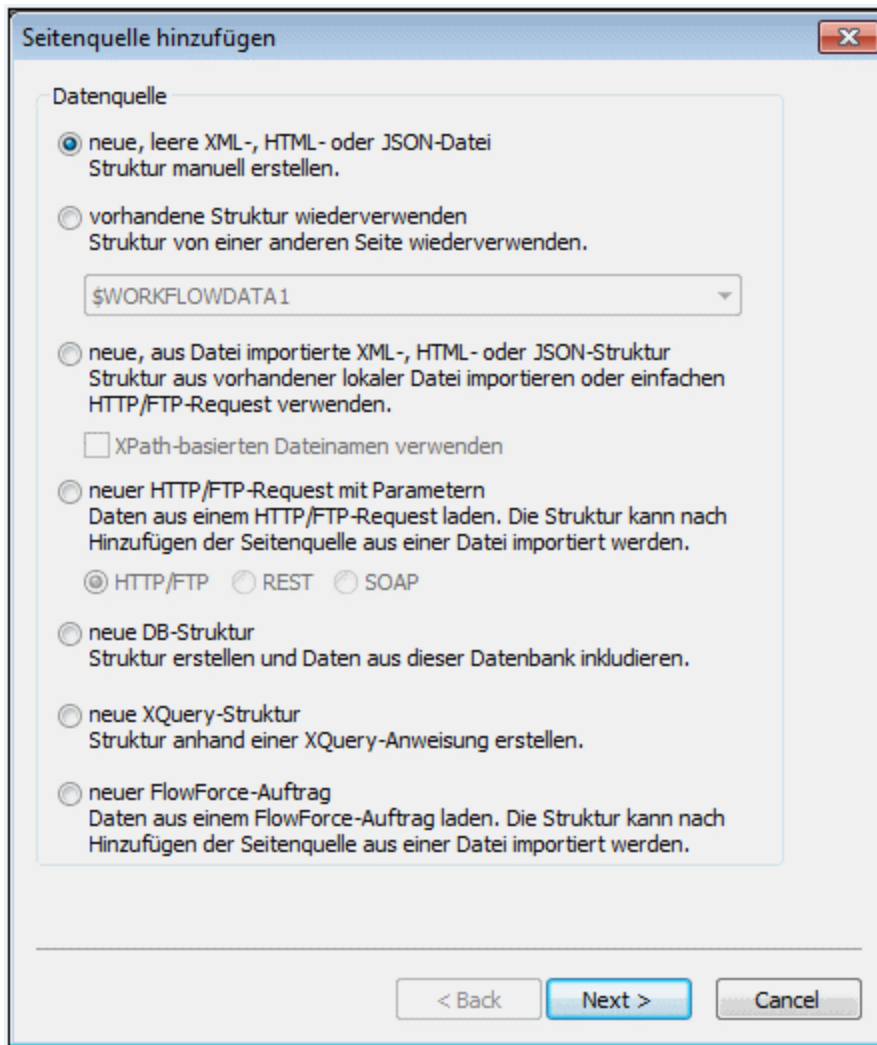 Seitenquelle hinzufügen
Datenquelle
neue, leere XML-, HTML- oder JSON-Datei
Struktur manuell erstellen.
vorhandene Struktur wiederverwenden
Struktur von einer anderen Seite wiederverwenden.
$WORKFLOWDATA1
neue, aus Datei importierte XML-, HTML- oder JSON-Struktur
Struktur aus vorhandener lokaler Datei importieren oder einfachen
HTTP/FTP-Request verwenden.
XPath-basierten Dateinamen verwenden
neuer HTTP/FTP-Request mit Parametern
Daten aus einem HTTP/FTP-Request laden. Die Struktur kann nach
Hinzufügen der Seitenquelle aus einer Datei importiert werden.
HTTP/FTP REST SOAP
neue DB-Struktur
Struktur erstellen und Daten aus dieser Datenbank inkludieren.
neue XQuery-Struktur
Struktur anhand einer XQuery-Anweisung erstellen.
neuer FlowForce-Auftrag
Daten aus einem FlowForce-Auftrag laden. Die Struktur kann nach
Hinzufügen der Seitenquelle aus einer Datei importiert werden.
< Back Next > Cancel